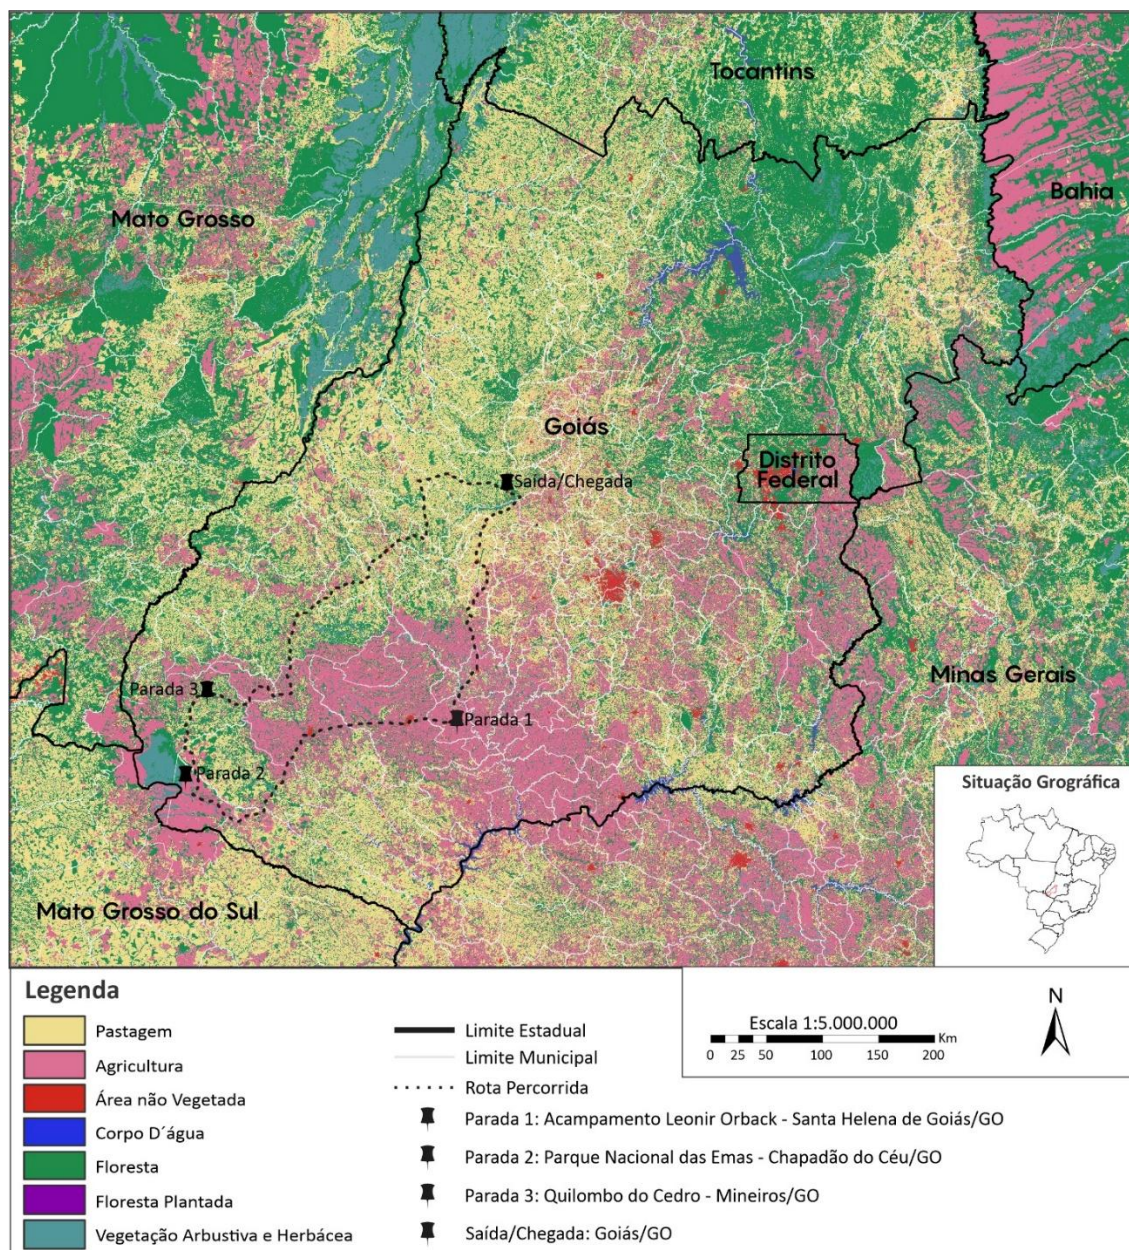 Tocantins
Bahia
Mato Grosso
Goiás
Distrito
Federal
Saída/Chegada
Minas Gerais
Parada 3
Parada 1
Parada 2
Mato Grosso do Sul
Situação Grográfica
Legenda
Pastagem
Agricultura
Área não Vegetada
Corpo D´água
Floresta
Floresta Plantada
Vegetação Arbustiva e Herbácea
Limite Estadual
Limite Municipal
Rota Percorrida
Parada 1: Acampamento Leonir Orback - Santa Helena de Goiás/GO
Parada 2: Parque Nacional das Emas - Chapadão do Céu/GO
Parada 3: Quilombo do Cedro - Mineiros/GO
Saída/Chegada: Goiás/GO
Escala 1:5.000.000
0 25 50 100 150 200 Km
N